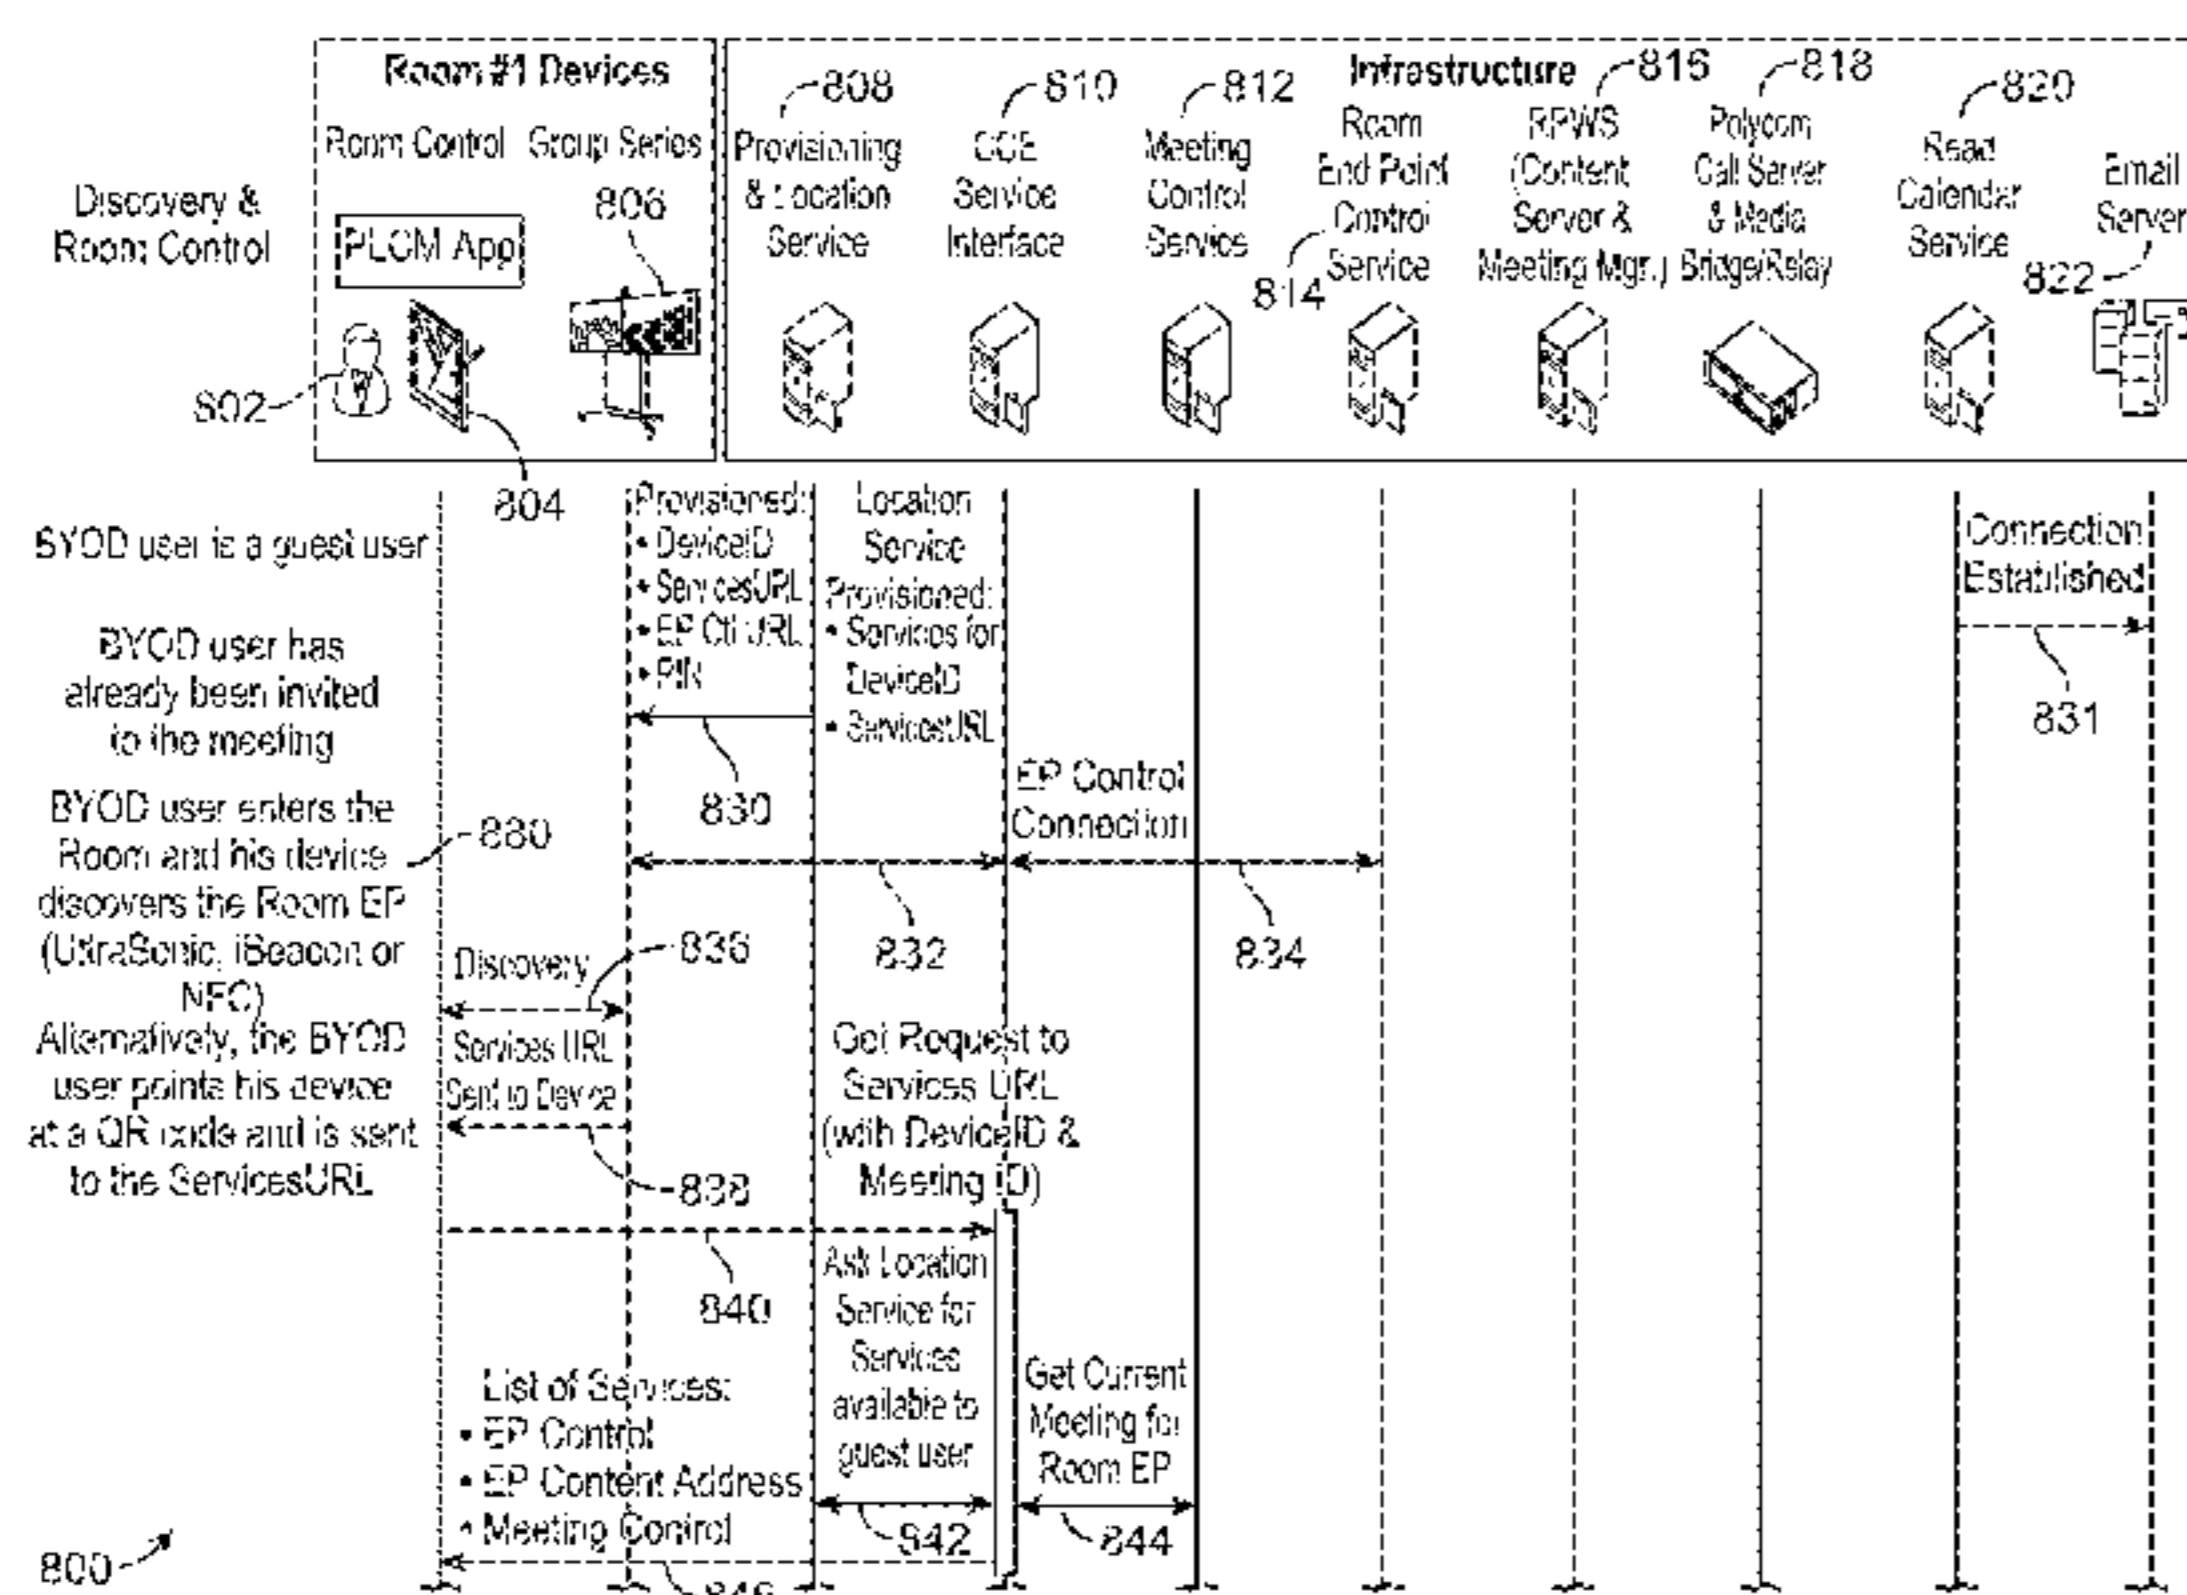 Room #1 Devices
Infrastructure
808
810
812
816
818
820
Room Control
Group Series
Provisioning
& Location
Service
Service
Interface
Meeting
Control
Service
Room
End Point
Control
Service
814
RPWS
(Content
Server &
Meeting Mgr.)
Polycom
Call Server
& Media
Bridge/Relay
Read
Calendar
Service
Email
Server
822
Discovery &
Room Control
PLCM App
806
802
804
BYOD user is a guest user
Provisioned:
• DeviceID
• ServicesURL
• EP Ctl URL
• PIN
Location
Service
Provisioned:
• Services for
DeviceID
• ServicesURL
Connection
Established
831
BYOD user has
already been invited
to the meeting
830
EP Control
Connection
BYOD user enters the
Room and his device
discovers the Room EP
(UltraSonic, iBeacon or
NFC)
880
832
834
Discovery
836
Alternatively, the BYOD
user points his device
at a QR code and is sent
to the ServicesURL
Services URL
Sent to Device
838
Get Request to
Services URL
(with DeviceID &
Meeting ID)
840
Ask Location
Service for
Services
available to
guest user
842
Get Current
Meeting for
Room EP
844
List of Services:
• EP Control
• EP Content Address
• Meeting Control
800